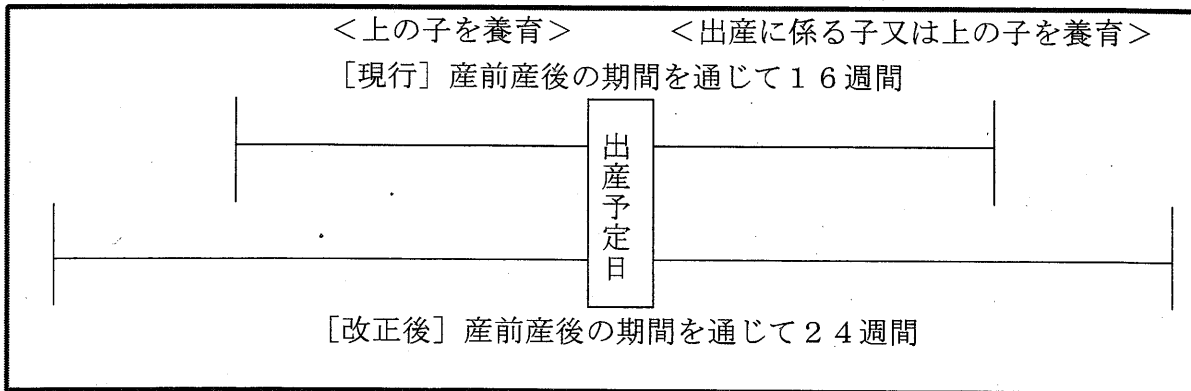 ＜上の子を養育＞　＜出産に係る子又は上の子を養育＞
［現行］産前産後の期間を通じて１６週間
出産予定日
［改正後］産前産後の期間を通じて２４週間